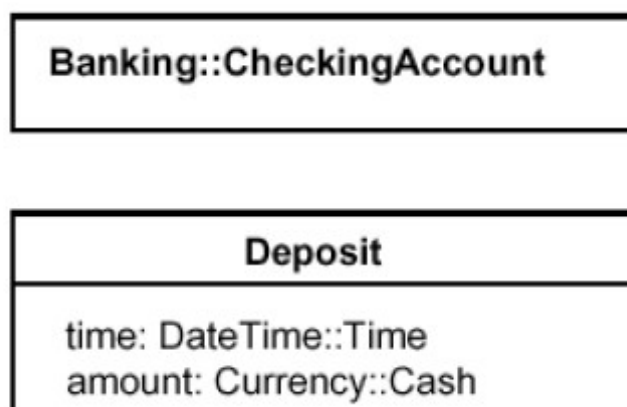 Banking::CheckingAccount
Deposit
time: DateTime::Time
amount: Currency::Cash